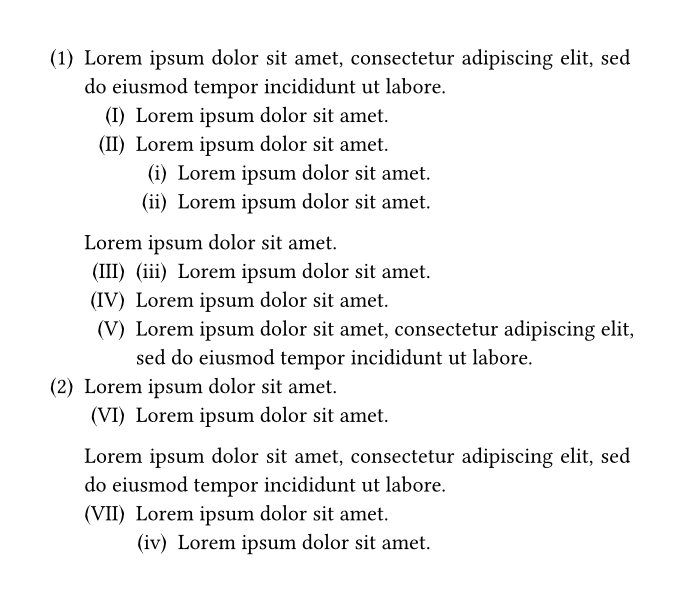 (1) Lorem ipsum dolor sit amet, consectetur adipiscing elit, sed
do eiusmod tempor incididunt ut labore.
(I) Lorem ipsum dolor sit amet.
(II) Lorem ipsum dolor sit amet.
(i) Lorem ipsum dolor sit amet.
(ii) Lorem ipsum dolor sit amet.
Lorem ipsum dolor sit amet.
(III) (iii) Lorem ipsum dolor sit amet.
(IV) Lorem ipsum dolor sit amet.
(V) Lorem ipsum dolor sit amet, consectetur adipiscing elit,
sed do eiusmod tempor incididunt ut labore.
(2) Lorem ipsum dolor sit amet.
(VI) Lorem ipsum dolor sit amet.
Lorem ipsum dolor sit amet, consectetur adipiscing elit, sed
do eiusmod tempor incididunt ut labore.
(VII) Lorem ipsum dolor sit amet.
(iv) Lorem ipsum dolor sit amet.